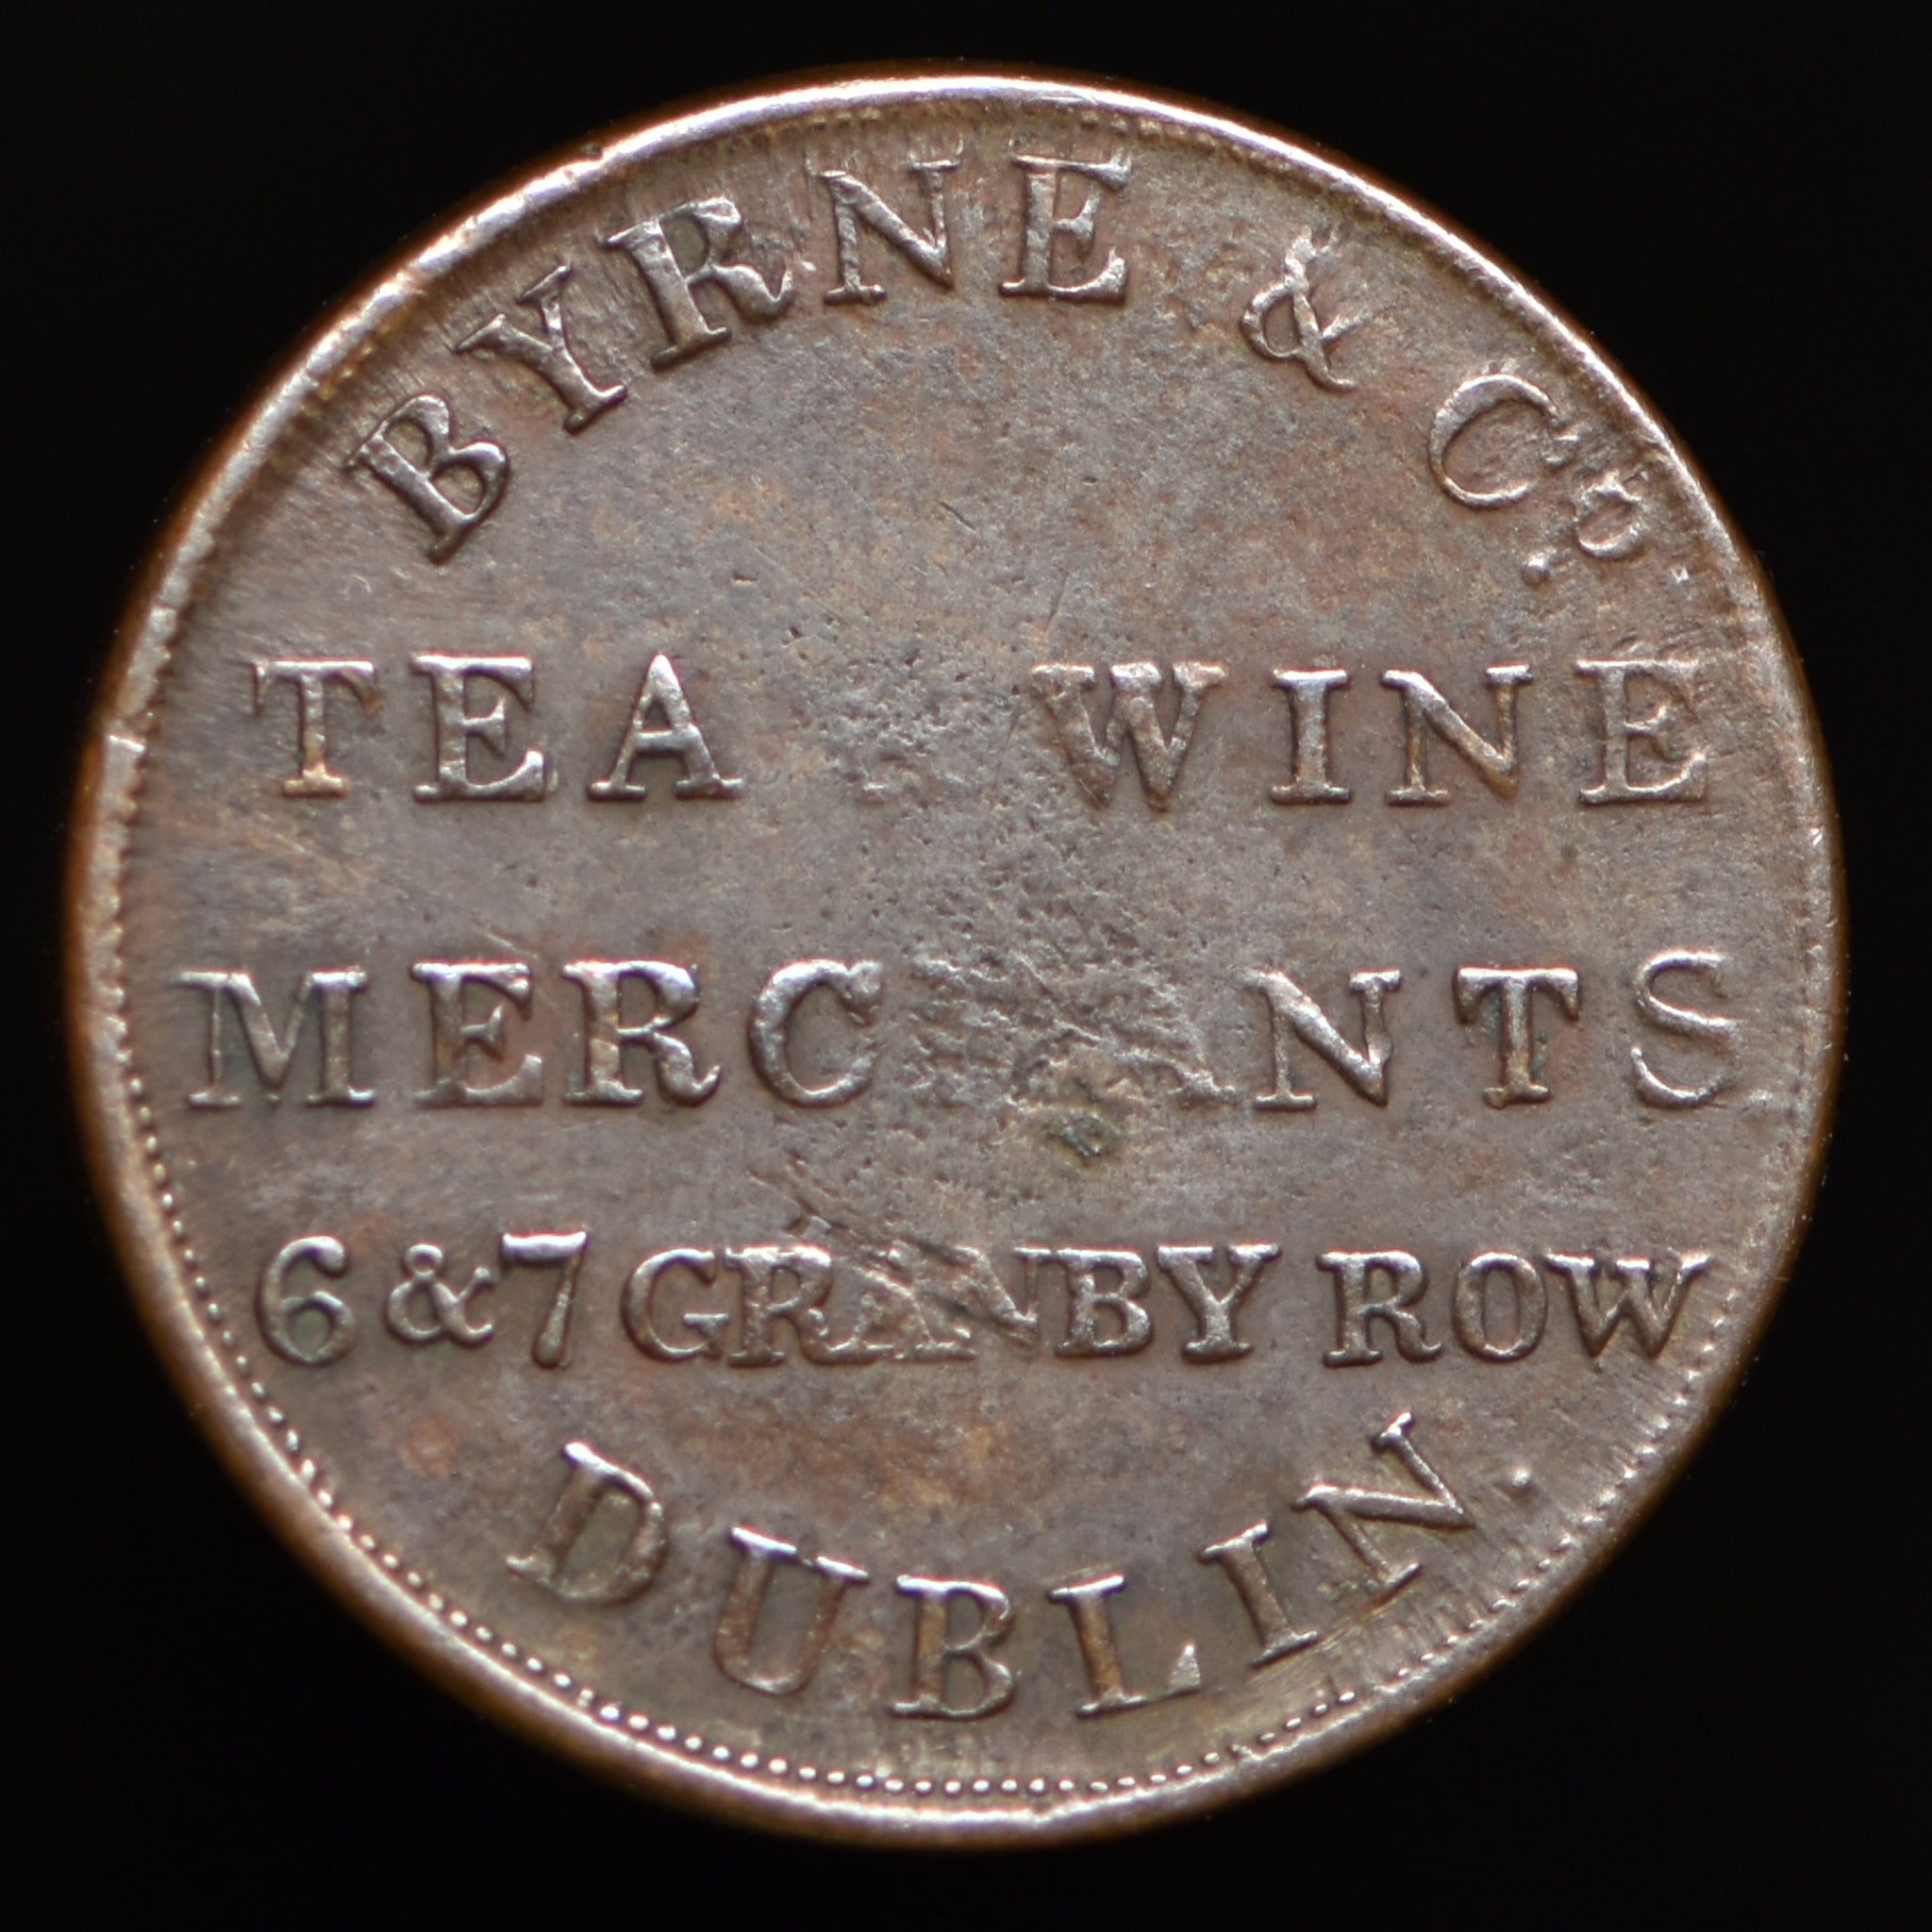 BYRNE & Co.
TEA WINE
MERCHANTS
6 & 7 GRANBY ROW
DUBLIN.